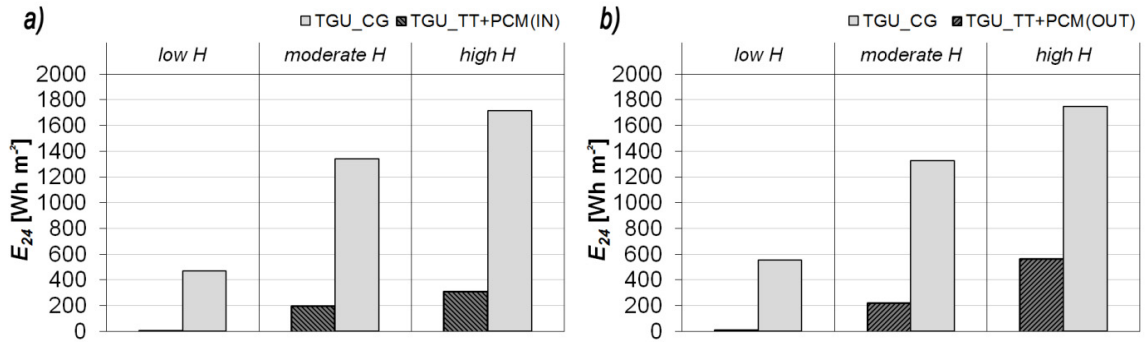 a)
TGU_CG TGU_TT+PCM(IN)
low H moderate H high H
2000
1800
1600
1400
1200
1000
800
600
400
200
0
E24 [Wh m-2]
b)
TGU_CG TGU_TT+PCM(OUT)
low H moderate H high H
2000
1800
1600
1400
1200
1000
800
600
400
200
0
E24 [Wh m-2]